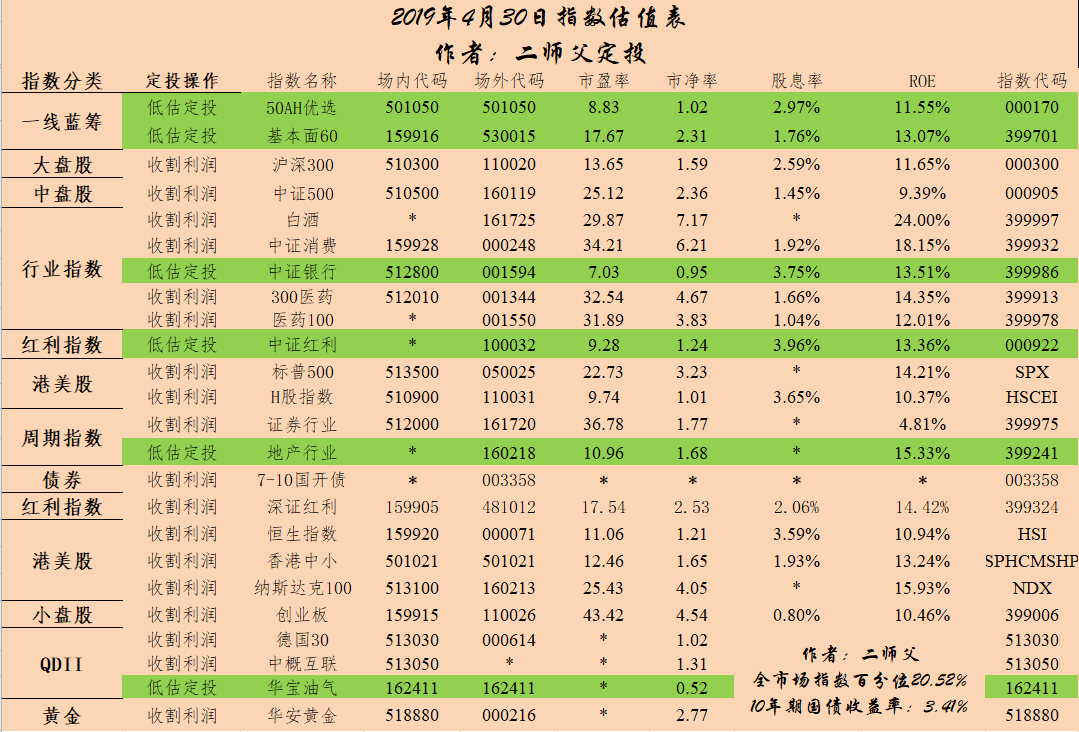 2019年4月30日指数估值表
作者：二师父定投
指数分类 定投操作 指数名称 场内代码 场外代码 市盈率 市净率 股息率 ROE 指数代码
一线蓝筹 低估定投 50AH优选 501050 501050 8.83 1.02 2.97% 11.55% 000170
低估定投 基本面60 159916 530015 17.67 2.31 1.76% 13.07% 399701
大盘股 收割利润 沪深300 510300 110020 13.65 1.59 2.59% 11.65% 000300
中盘股 收割利润 中证500 510500 160119 25.12 2.36 1.45% 9.39% 000905
行业指数 收割利润 白酒 * 161725 29.87 7.17 * 24.00% 399997
收割利润 中证消费 159928 000248 34.21 6.21 1.92% 18.15% 399932
低估定投 中证银行 512800 001594 7.03 0.95 3.75% 13.51% 399986
收割利润 300医药 512010 001344 32.54 4.67 1.66% 14.35% 399913
收割利润 医药100 * 001550 31.89 3.83 1.04% 12.01% 399978
红利指数 低估定投 中证红利 * 100032 9.28 1.24 3.96% 13.36% 000922
港美股 收割利润 标普500 513500 050025 22.73 3.23 * 14.21% SPX
收割利润 H股指数 510900 110031 9.74 1.01 3.65% 10.37% HSCEI
周期指数 收割利润 证券行业 512000 161720 36.78 1.77 * 4.81% 399975
低估定投 地产行业 * 160218 10.96 1.68 * 15.33% 399241
债券 收割利润 7-10国开债 * 003358 * * * * 003358
红利指数 收割利润 深证红利 159905 481012 17.54 2.53 2.06% 14.42% 399324
港美股 收割利润 恒生指数 159920 000071 11.06 1.21 3.59% 10.94% HSI
收割利润 香港中小 501021 501021 12.46 1.65 1.93% 13.24% SPHCMSHP
收割利润 纳斯达克100 513100 160213 25.43 4.05 * 15.93% NDX
小盘股 收割利润 创业板 159915 110026 43.42 4.54 0.80% 10.46% 399006
QDII 收割利润 德国30 513030 000614 * 1.02 513030
收割利润 中概互联 513050 * * 1.31 513050
低估定投 华宝油气 162411 162411 * 0.52 162411
黄金 收割利润 华安黄金 518880 000216 * 2.77 518880
作者：二师父
全市场指数百分位20.52%
10年期国债收益率：3.41%